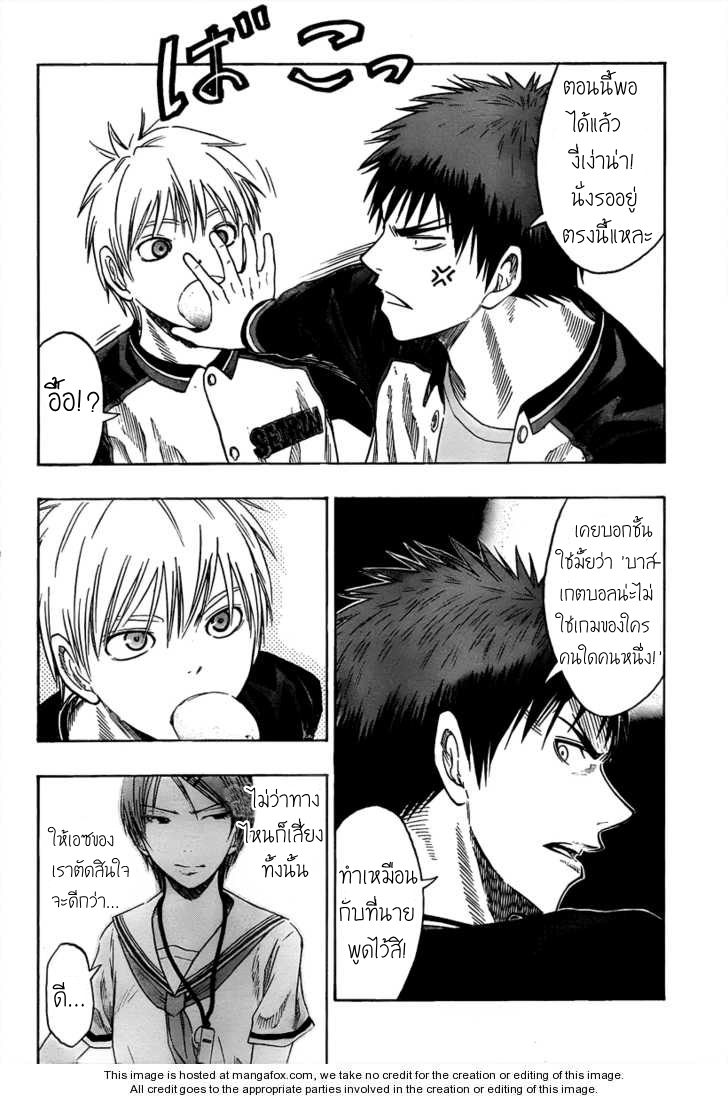 ばこっ
ตอนนี้พอ
ได้แล้ว
งี่เง่าน่า!
นั่งรออยู่
ตรงนี้แหละ
อื้อ!?
SEIRIN
เคยบอกชั้น
ใช่มั้ยว่า 'บาส-
เกตบอลน่ะไม่
ใช่เกมของใคร
คนใดคนหนึ่ง!'
ทำเหมือน
กับที่นาย
พูดไว้สิ!
ไม่ว่าทาง
ไหนก็เสี่ยง
ทั้งนั้น
ให้เอซของ
เราตัดสินใจ
จะดีกว่า...
ดี...
This image is hosted at mangafox.com, we take no credit for the creation or editing of this image.
All credit goes to the appropriate parties involved in the creation or editing of this image.